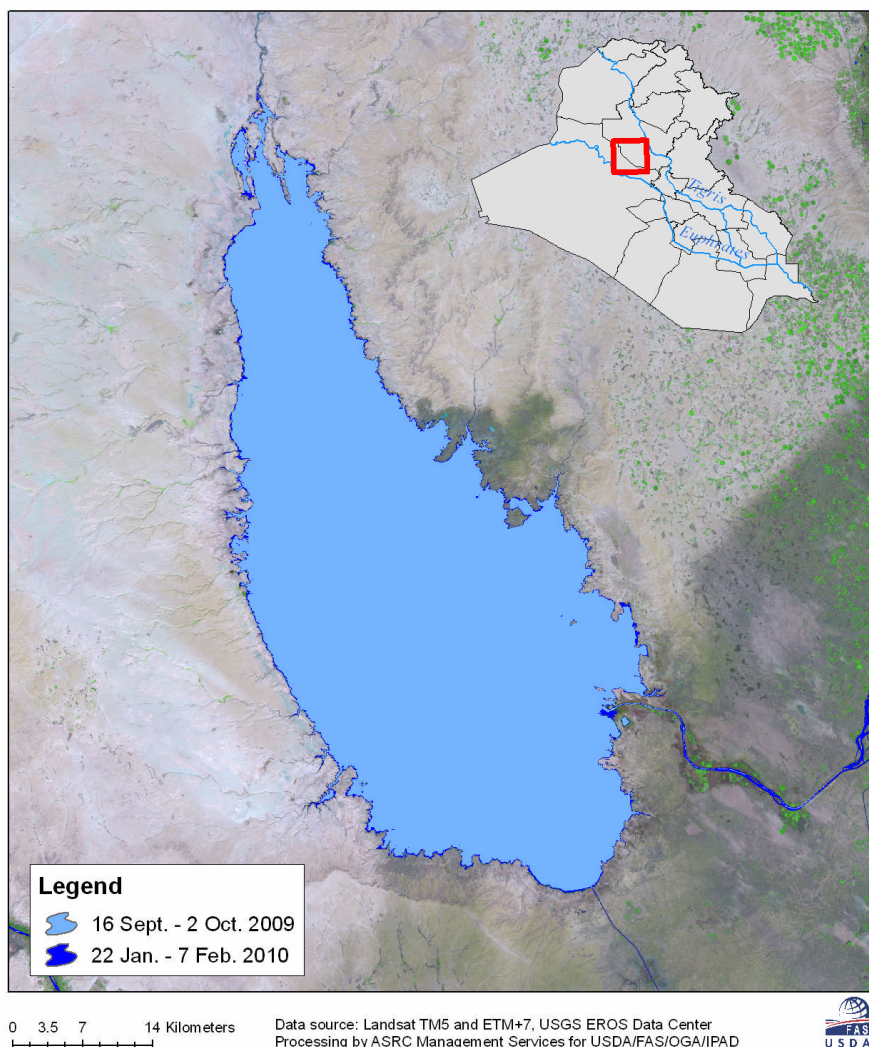 Tigris
Euphrates
Legend
16 Sept. - 2 Oct. 2009
22 Jan. - 7 Feb. 2010
0 3.5 7 14 Kilometers
Data source: Landsat TM5 and ETM+7, USGS EROS Data Center
Processing by ASRC Management Services for USDA/FAS/OGA/IPAD
FAS
USDA